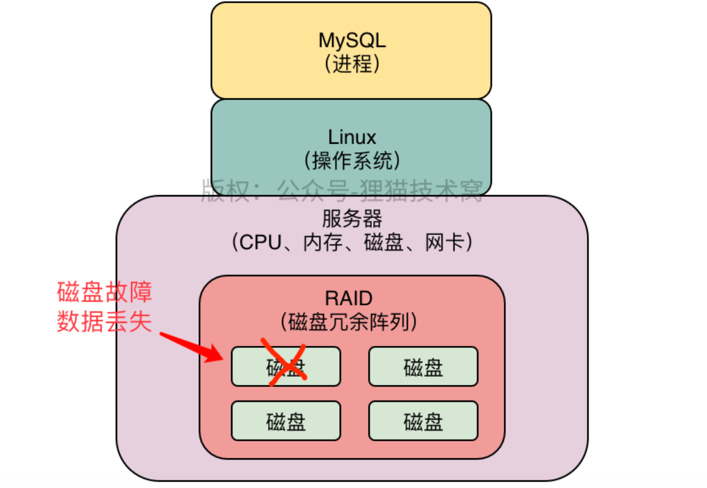 MySQL
（进程）
Linux
（操作系统）
版权：公众号-狸猫技术窝
服务器
（CPU、内存、磁盘、网卡）
磁盘故障
数据丢失
RAID
（磁盘冗余阵列）
磁盘
磁盘
磁盘
磁盘